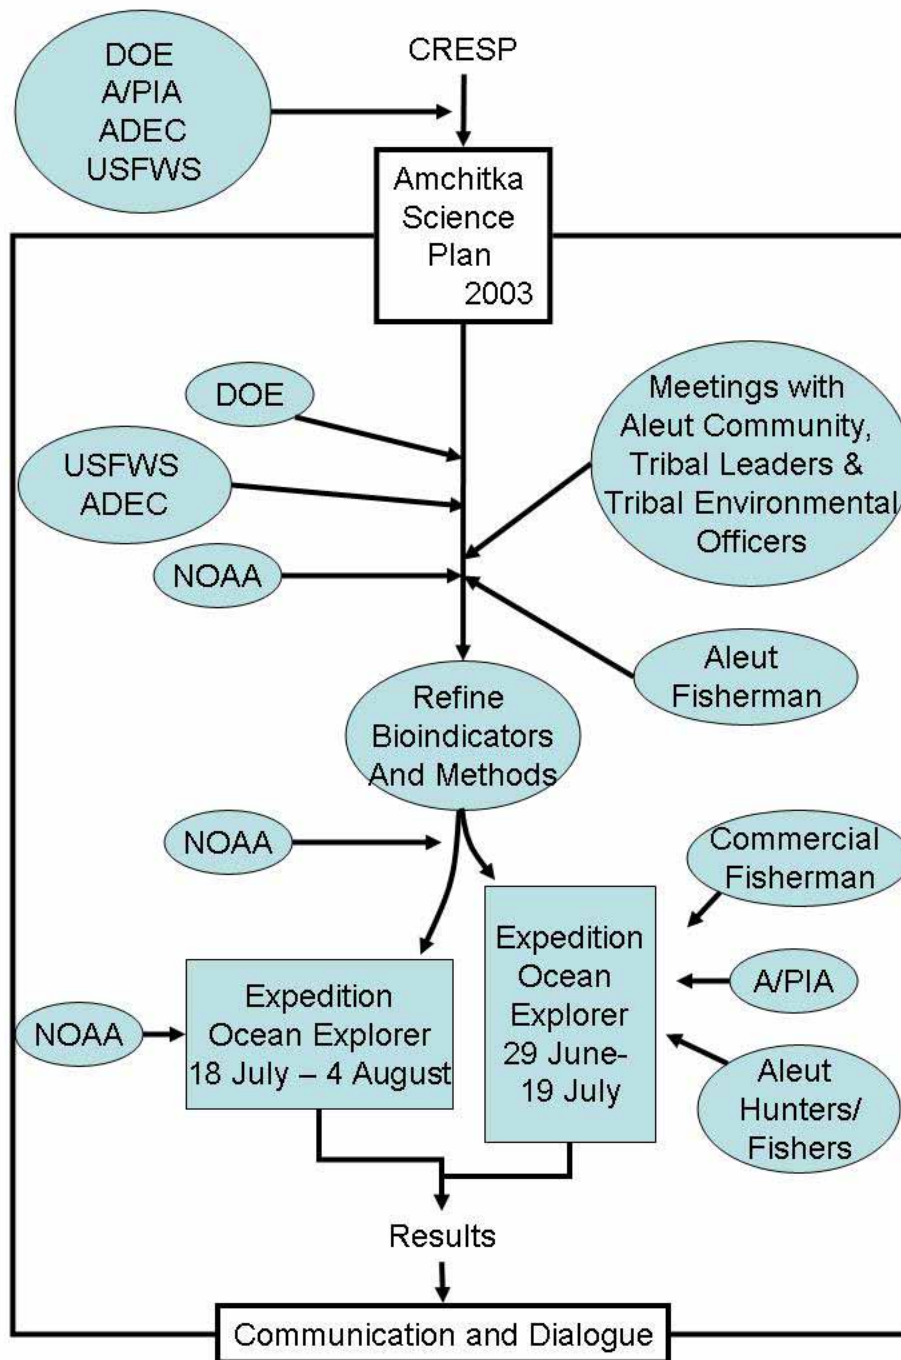 DOE
A/PIA
ADEC
USFWS
CRESP
Amchitka
Science
Plan
2003
DOE
USFWS
ADEC
NOAA
Meetings with
Aleut Community,
Tribal Leaders &
Tribal Environmental
Officers
Aleut
Fisherman
Refine
Bioindicators
And Methods
NOAA
Commercial
Fisherman
Expedition
Ocean
Explorer
29 June-
19 July
A/PIA
NOAA
Expedition
Ocean Explorer
18 July – 4 August
Aleut
Hunters/
Fishers
Results
Communication and Dialogue